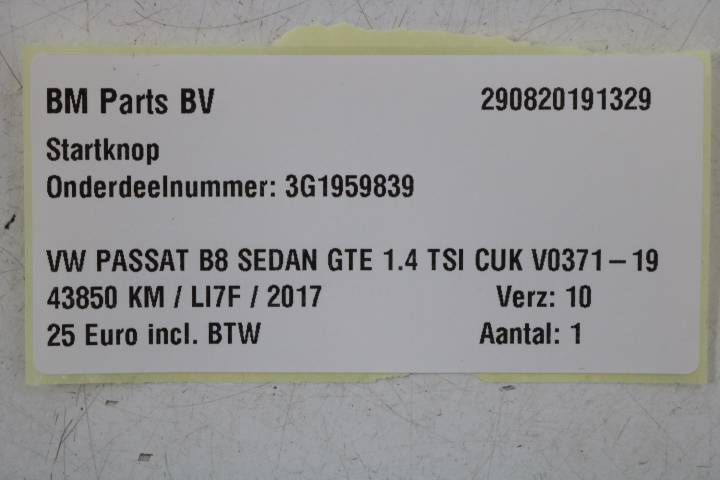 BM Parts BV 290820191329
Startknop
Onderdeelnummer: 3G1959839
VW PASSAT B8 SEDAN GTE 1.4 TSI CUK V0371-19
43850 KM / LI7F / 2017 Verz: 10
25 Euro incl. BTW Aantal: 1